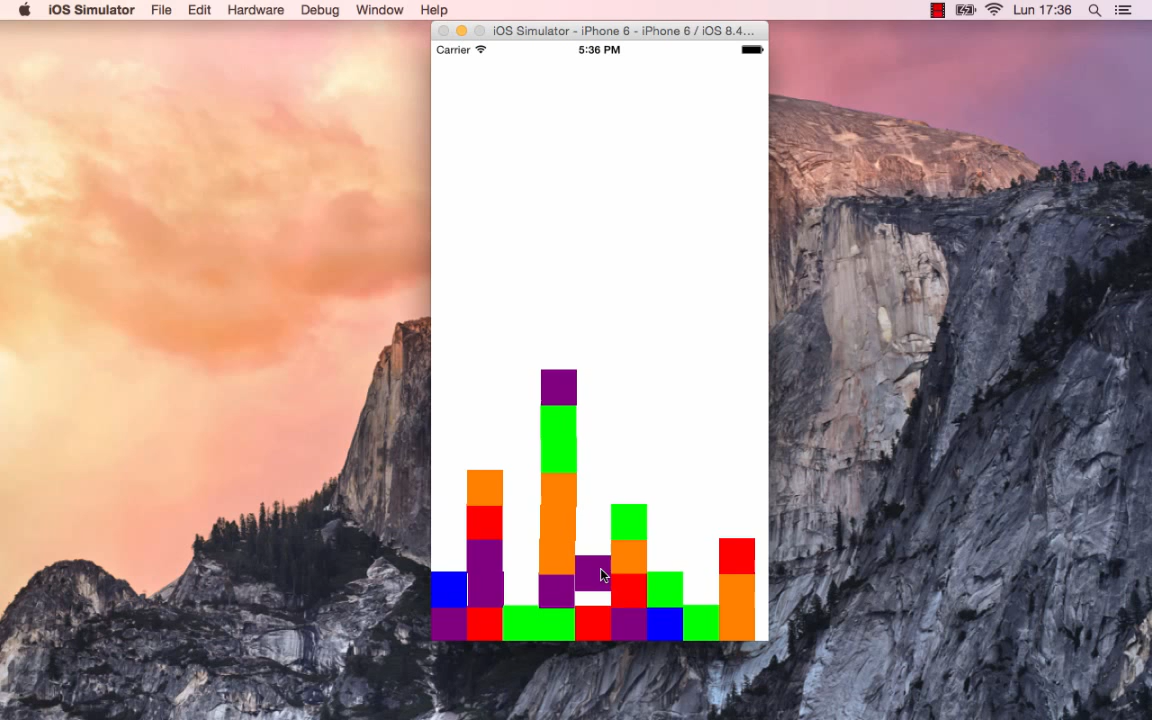 iOS Simulator File Edit Hardware Debug Window Help Lun 17:36
iOS Simulator - iPhone 6 - iPhone 6 / iOS 8.4...
Carrier 5:36 PM